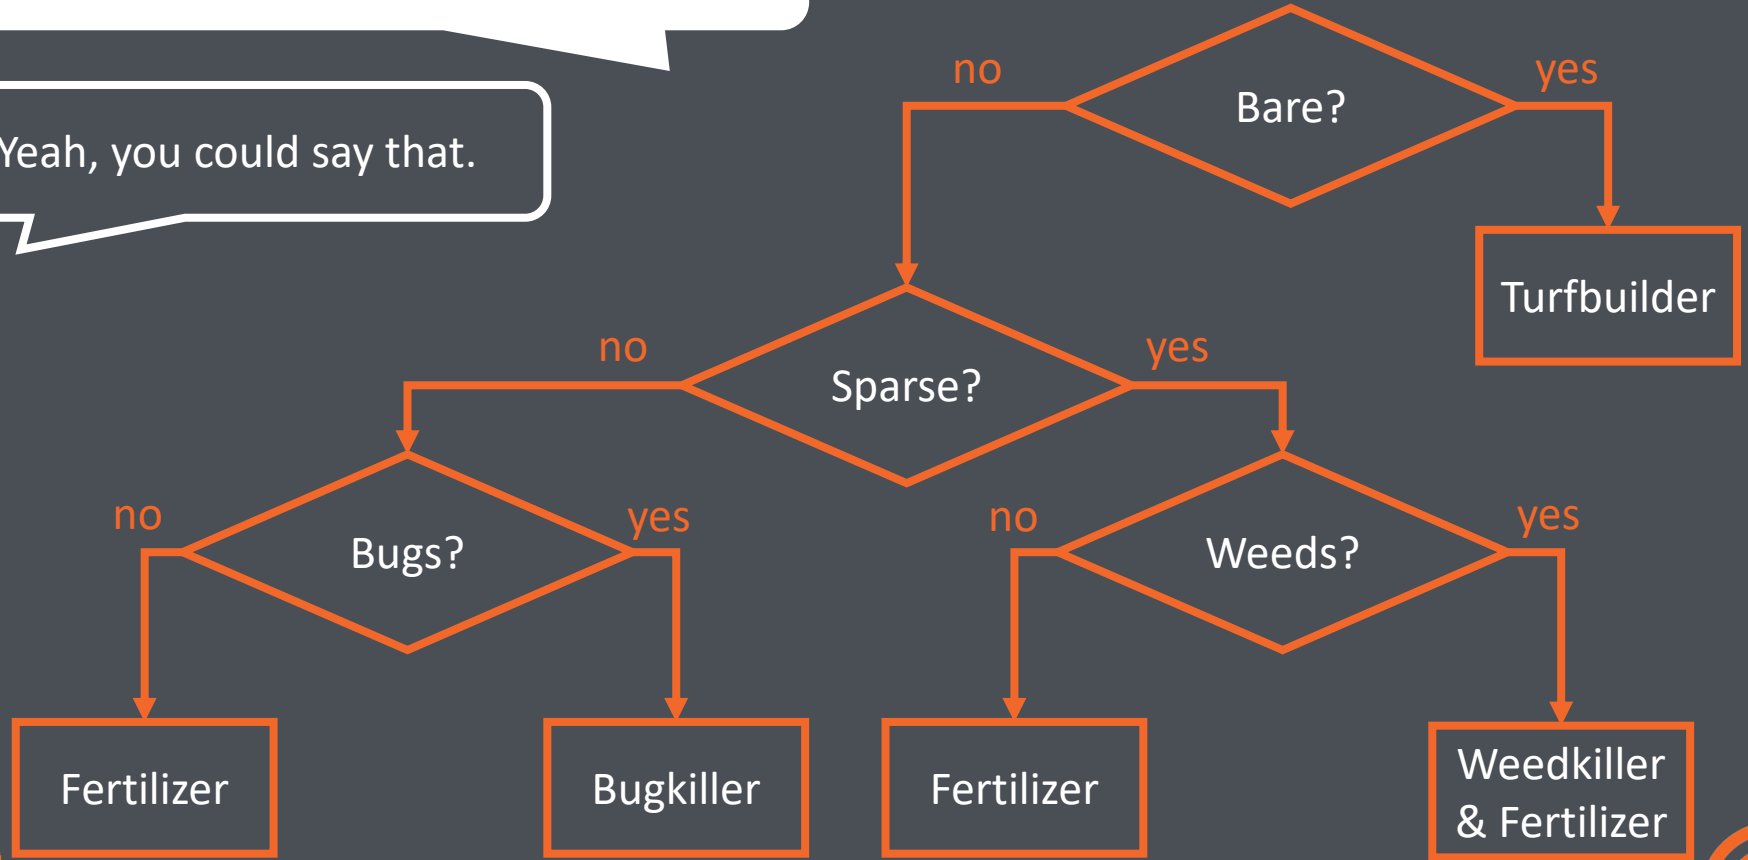 Yeah, you could say that.
no
yes
Bare?
Turfbuilder
no
yes
Sparse?
no
yes
no
yes
Bugs?
Weeds?
Fertilizer
Bugkiller
Fertilizer
Weedkiller
& Fertilizer